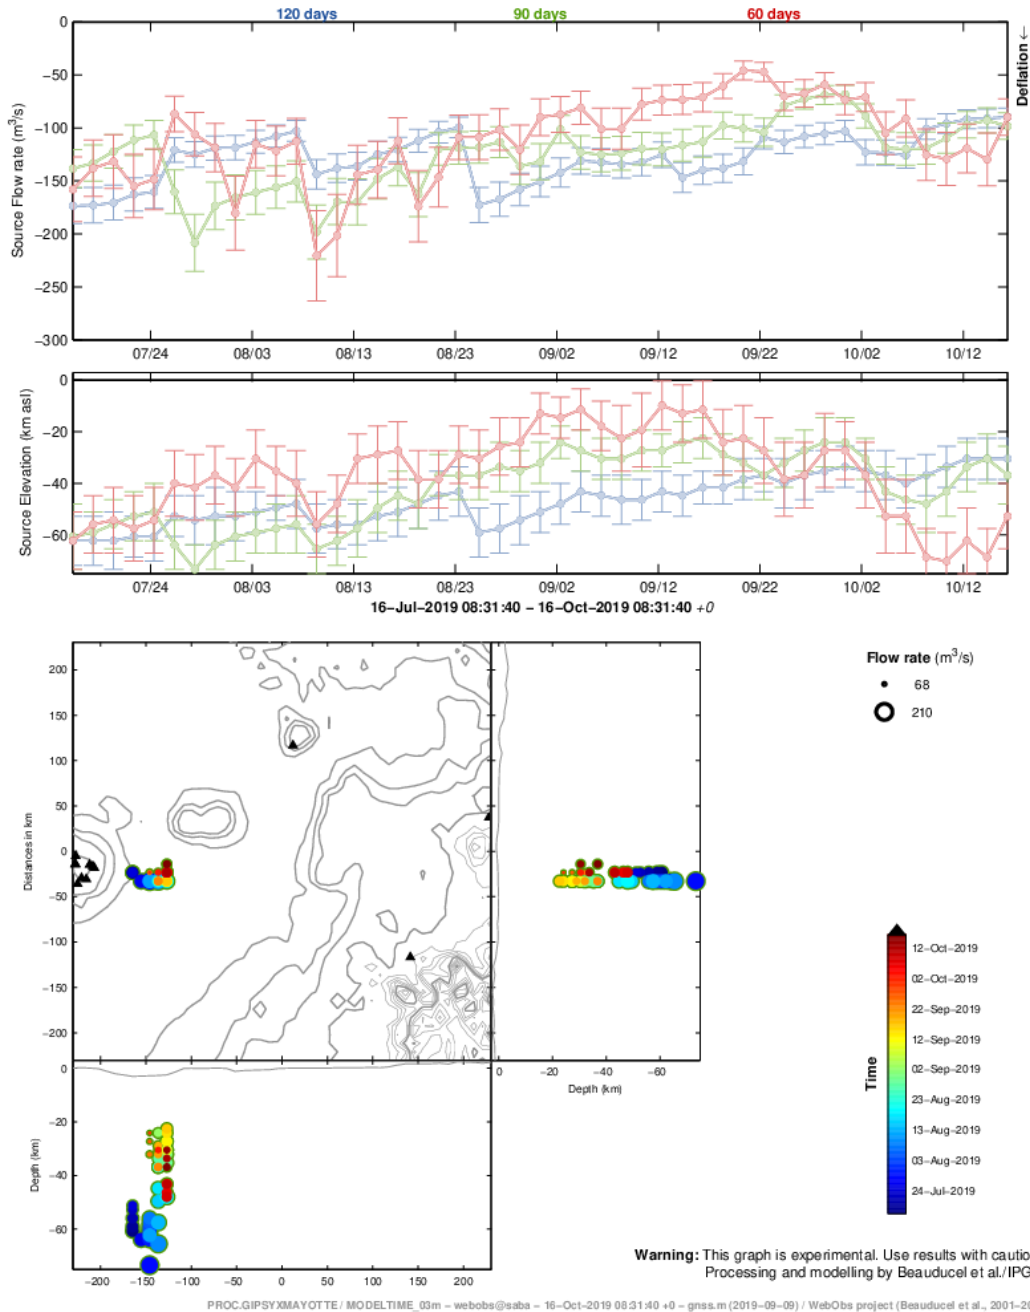 120 days 90 days 60 days
Source Flow rate (m³/s)
0
−50
−100
−150
−200
−250
−300
Deflation ←
07/24 08/03 08/13 08/23 09/02 09/12 09/22 10/02 10/12
Source Elevation (km asl)
0
−20
−40
−60
07/24 08/03 08/13 08/23 09/02 09/12 09/22 10/02 10/12
16−Jul−2019 08:31:40 − 16−Oct−2019 08:31:40 +0
Distances in km
200
150
100
50
0
−50
−100
−150
−200
0 −20 −40 −60
Depth (km)
Flow rate (m³/s)
68
210
Depth (km)
0
−20
−40
−60
−200 −150 −100 −50 0 50 100 150 200
Time
12−Oct−2019
02−Oct−2019
22−Sep−2019
12−Sep−2019
02−Sep−2019
23−Aug−2019
13−Aug−2019
03−Aug−2019
24−Jul−2019
Warning: This graph is experimental. Use results with cautio
Processing and modelling by Beauducel et al./IPG
PROC.GIPSYXMAYOTTE / MODELTIME_03m − webobs@saba − 16−Oct−2019 08:31:40 +0 − gnss.m (2019−09−09) / WebObs project (Beauducel et al., 2001−20